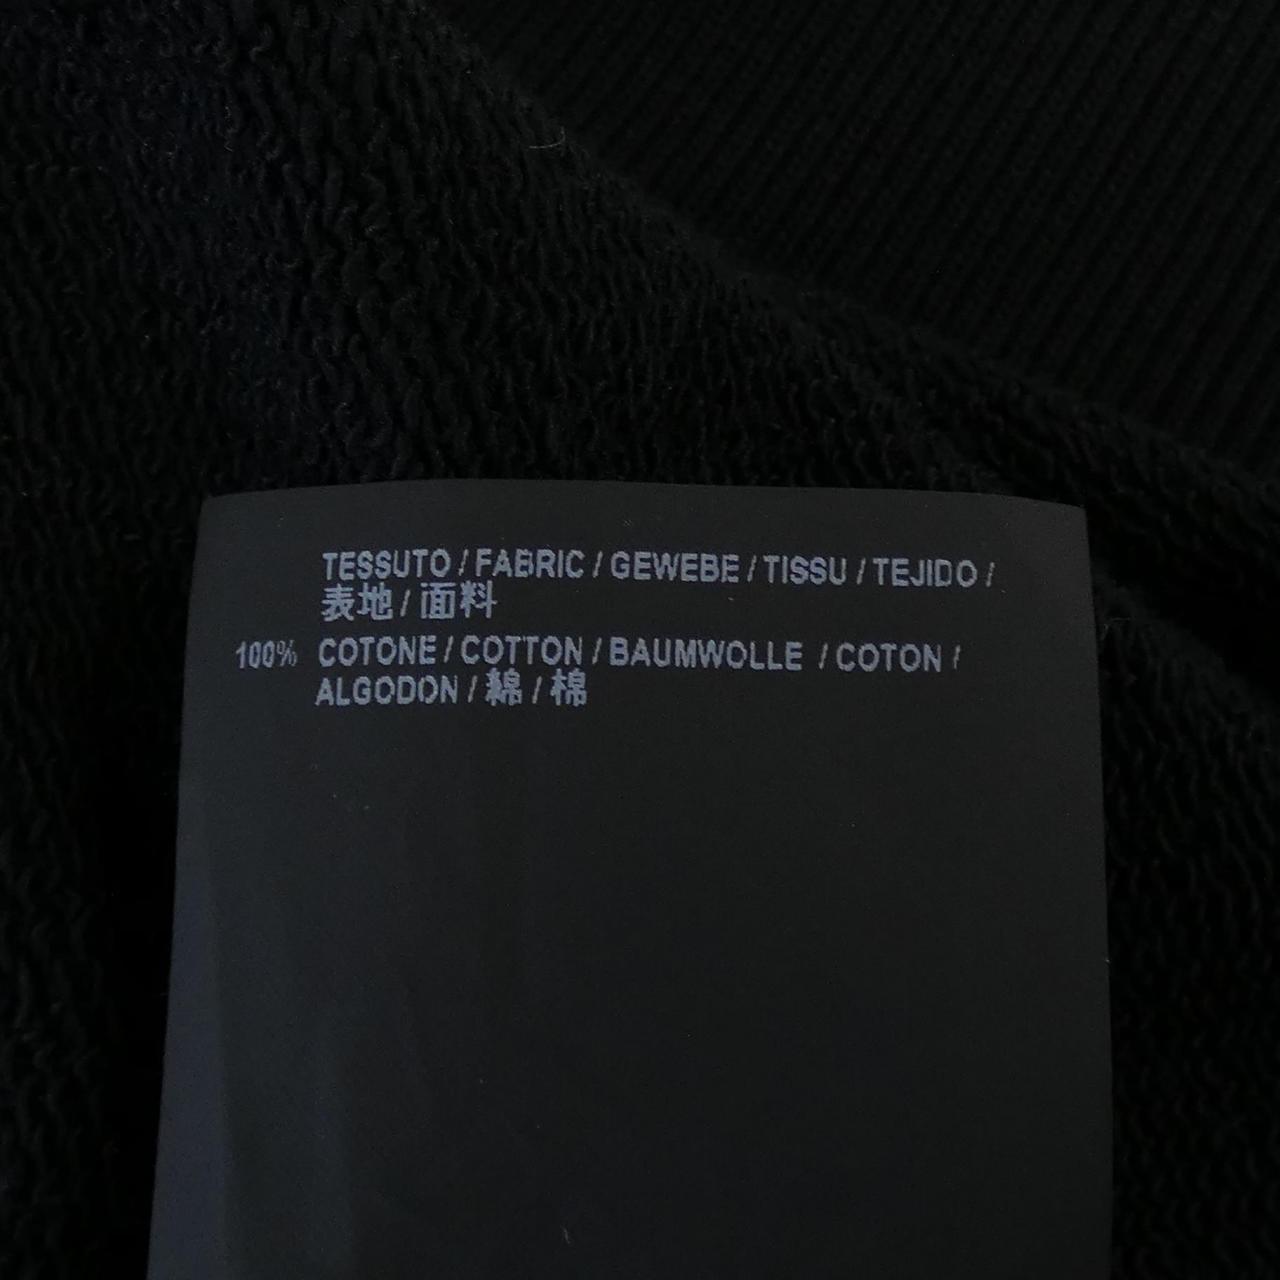 TESSUTO / FABRIC / GEWEBE / TISSU / TEJIDO /
表地 / 面料
100% COTONE / COTTON / BAUMWOLLE / COTON /
ALGODON / 綿 / 棉